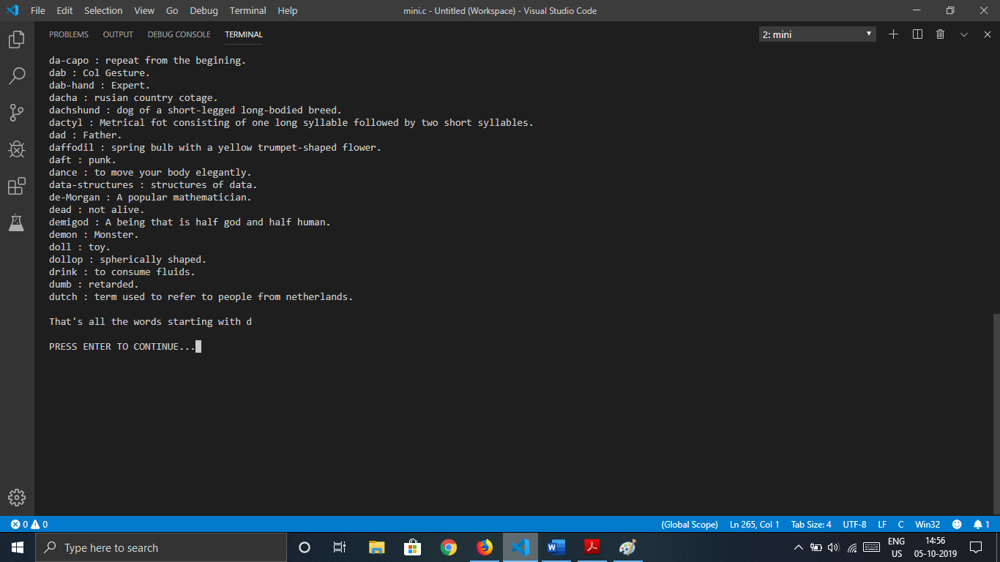 File Edit Selection View Go Debug Terminal Help mini.c - Untitled (Workspace) - Visual Studio Code
PROBLEMS OUTPUT DEBUG CONSOLE TERMINAL 2: mini
da-capo : repeat from the begining.
dab : Col Gesture.
dab-hand : Expert.
dacha : rusian country cotage.
dachshund : dog of a short-legged long-bodied breed.
dactyl : Metrical fot consisting of one long syllable followed by two short syllables.
dad : Father.
daffodil : spring bulb with a yellow trumpet-shaped flower.
daft : punk.
dance : to move your body elegantly.
data-structures : structures of data.
de-Morgan : A popular mathematician.
dead : not alive.
demigod : A being that is half god and half human.
demon : Monster.
doll : toy.
dollop : spherically shaped.
drink : to consume fluids.
dumb : retarded.
dutch : term used to refer to people from netherlands.
That's all the words starting with d
PRESS ENTER TO CONTINUE...
0 0 (Global Scope) Ln 265, Col 1 Tab Size: 4 UTF-8 LF C Win32 1
Type here to search
ENG 14:56
US 05-10-2019